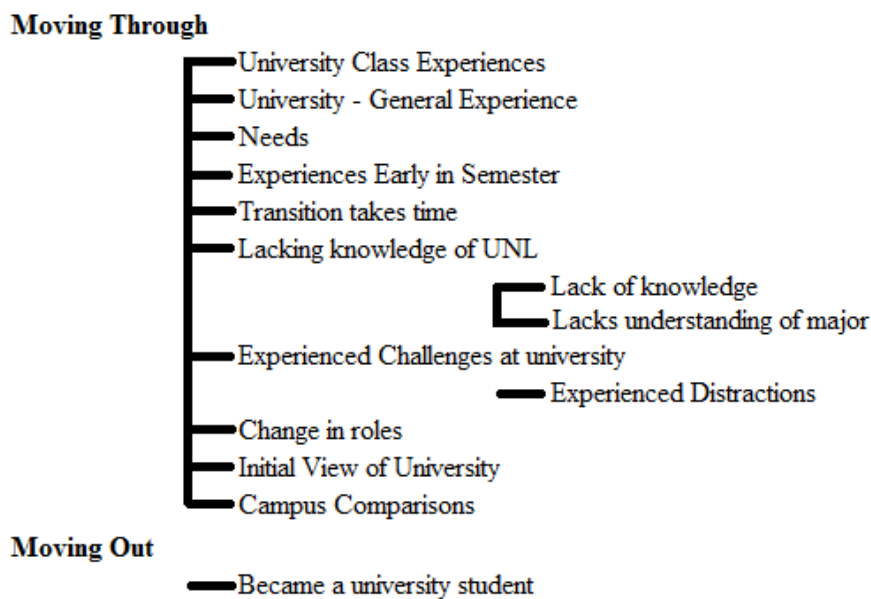 Moving Through
University Class Experiences
University - General Experience
Needs
Experiences Early in Semester
Transition takes time
Lacking knowledge of UNL
Lack of knowledge
Lacks understanding of major
Experienced Challenges at university
Experienced Distractions
Change in roles
Initial View of University
Campus Comparisons
Moving Out
Became a university student